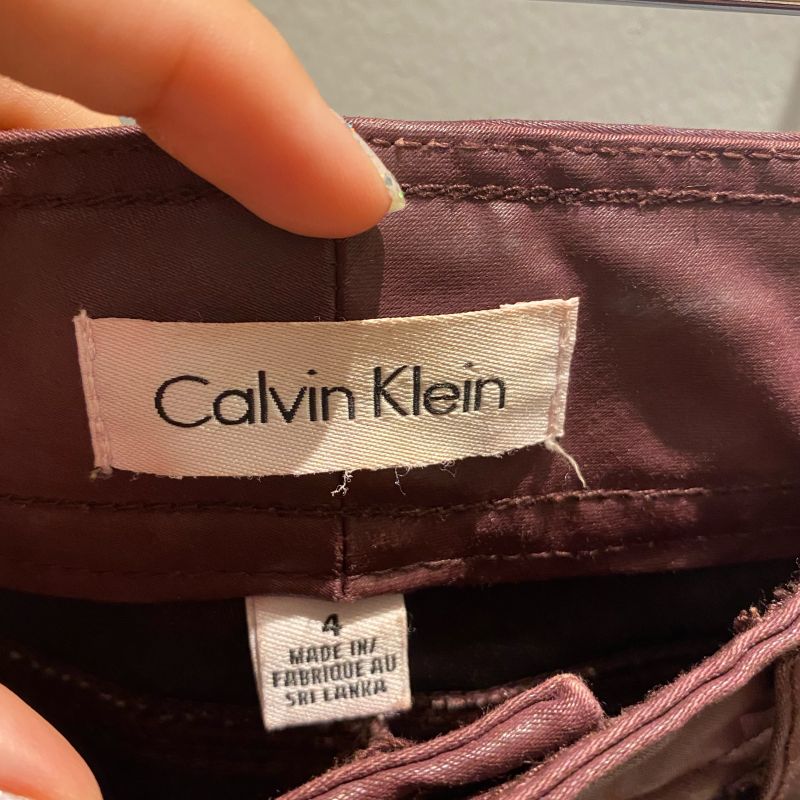 Calvin Klein
4
MADE IN/
FABRIQUE AU
SRI LANKA